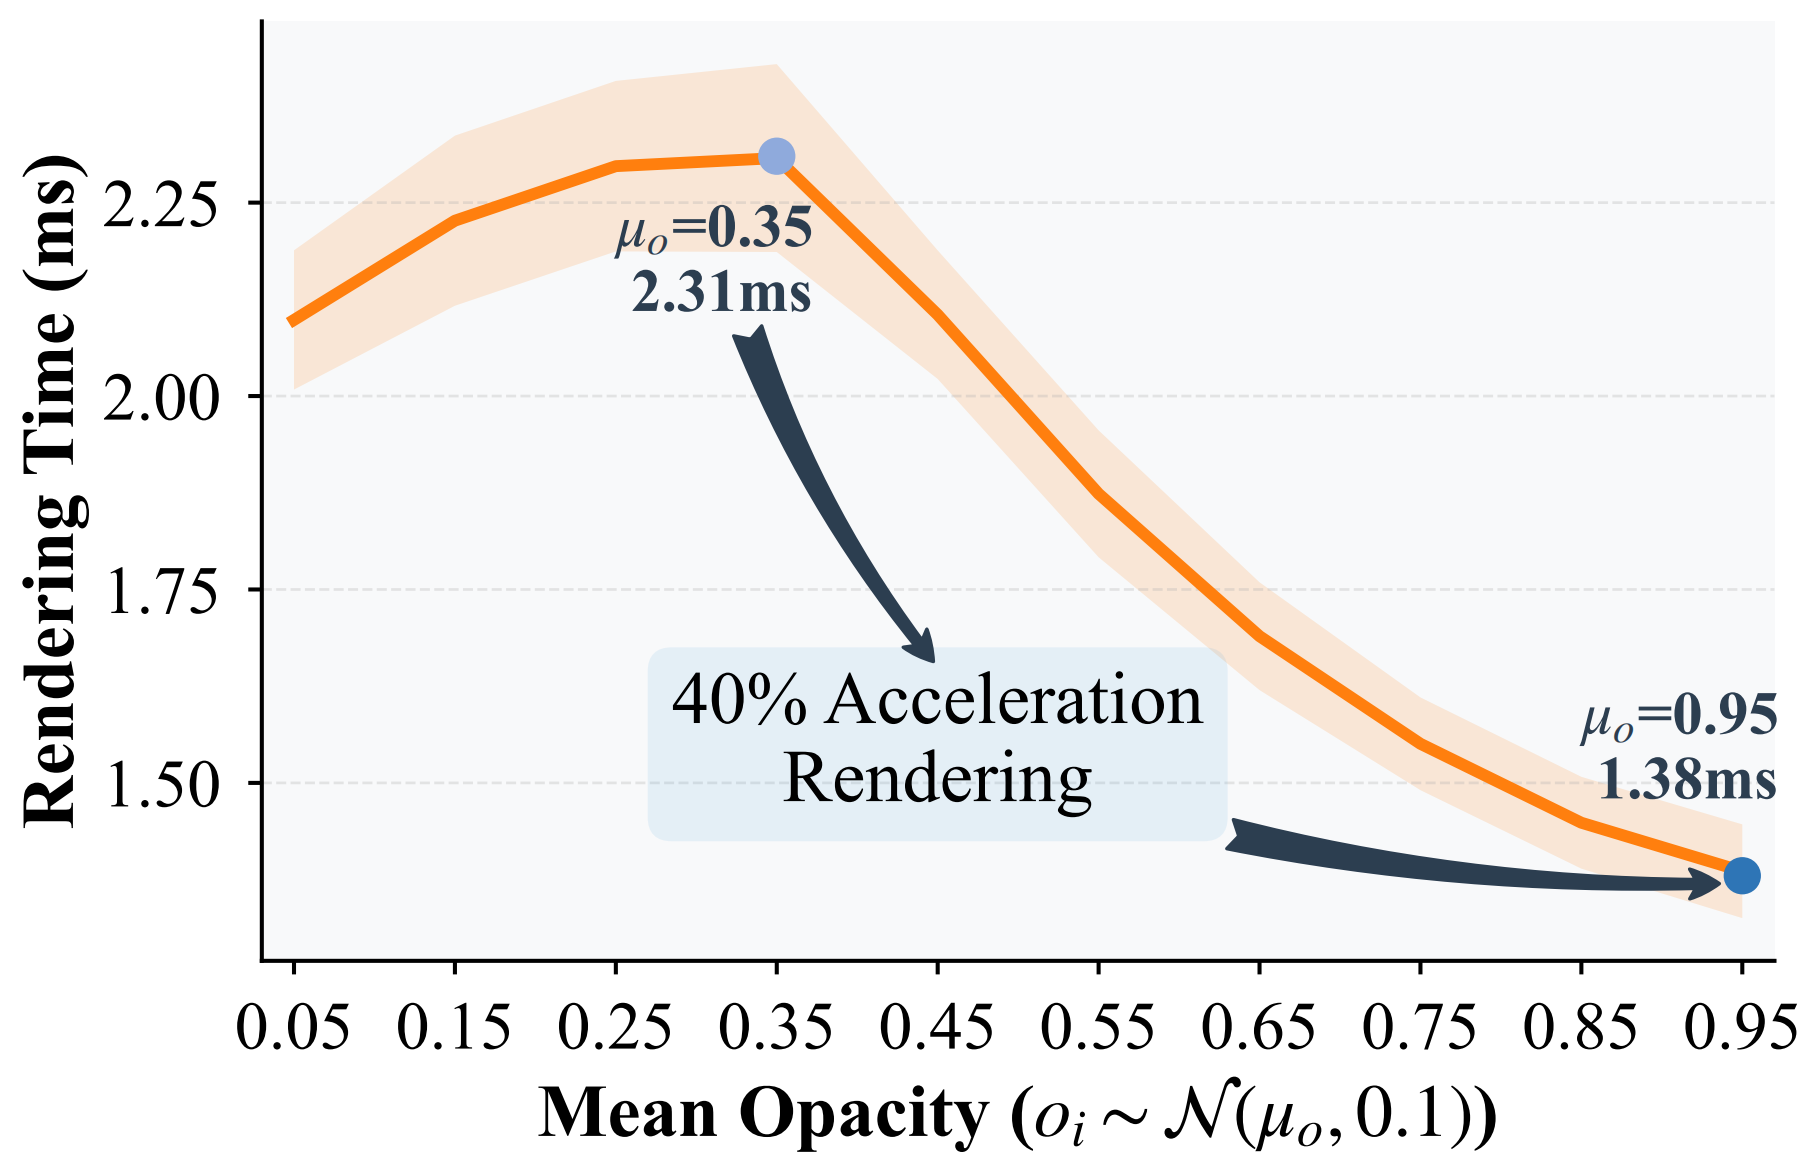 Rendering Time (ms)
2.25
2.00
1.75
1.50
μₒ=0.35
2.31ms
40% Acceleration
Rendering
μₒ=0.95
1.38ms
0.05 0.15 0.25 0.35 0.45 0.55 0.65 0.75 0.85 0.95
Mean Opacity (oᵢ ~ 𝒩(μₒ, 0.1))